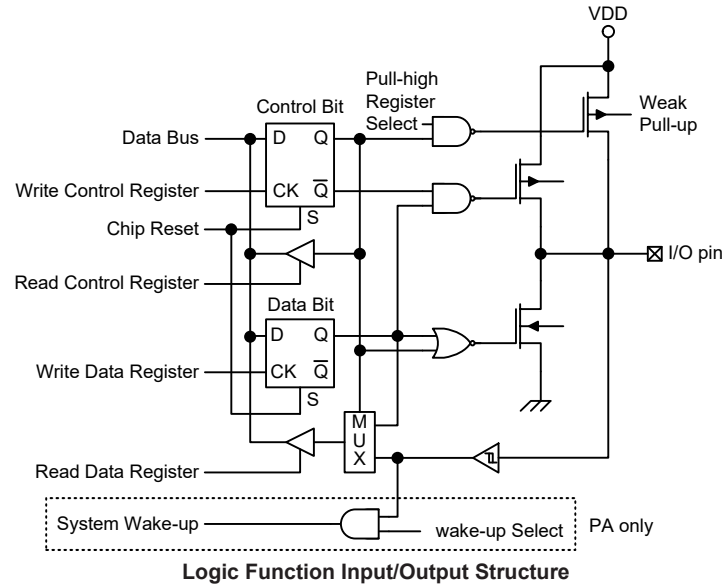 VDD
Pull-high
Register
Select
Control Bit
Weak
Pull-up
Data Bus
D Q
Write Control Register
CK Q
Chip Reset
S
I/O pin
Read Control Register
Data Bit
D Q
Write Data Register
CK Q
S
M
U
X
Read Data Register
System Wake-up
wake-up Select
PA only
Logic Function Input/Output Structure